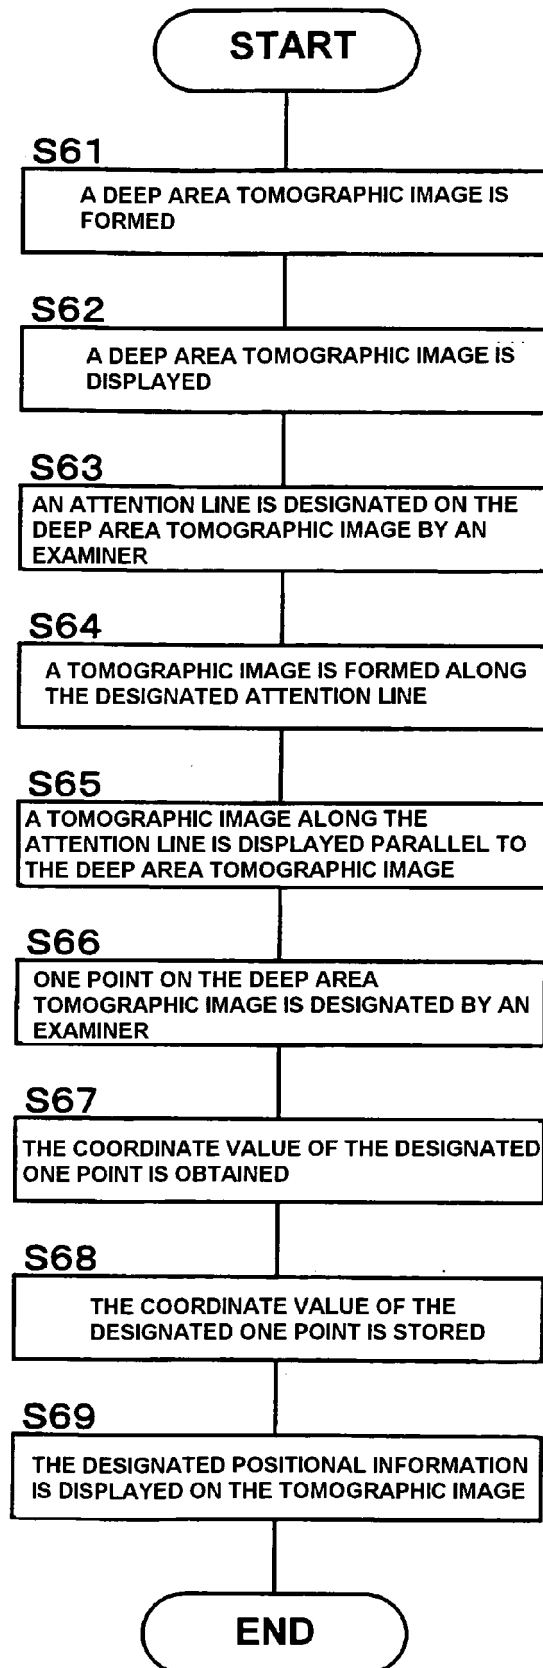 START
S61
A DEEP AREA TOMOGRAPHIC IMAGE IS
FORMED
S62
A DEEP AREA TOMOGRAPHIC IMAGE IS
DISPLAYED
S63
AN ATTENTION LINE IS DESIGNATED ON THE
DEEP AREA TOMOGRAPHIC IMAGE BY AN
EXAMINER
S64
A TOMOGRAPHIC IMAGE IS FORMED ALONG
THE DESIGNATED ATTENTION LINE
S65
A TOMOGRAPHIC IMAGE ALONG THE
ATTENTION LINE IS DISPLAYED PARALLEL TO
THE DEEP AREA TOMOGRAPHIC IMAGE
S66
ONE POINT ON THE DEEP AREA
TOMOGRAPHIC IMAGE IS DESIGNATED BY AN
EXAMINER
S67
THE COORDINATE VALUE OF THE DESIGNATED
ONE POINT IS OBTAINED
S68
THE COORDINATE VALUE OF THE
DESIGNATED ONE POINT IS STORED
S69
THE DESIGNATED POSITIONAL INFORMATION
IS DISPLAYED ON THE TOMOGRAPHIC IMAGE
END